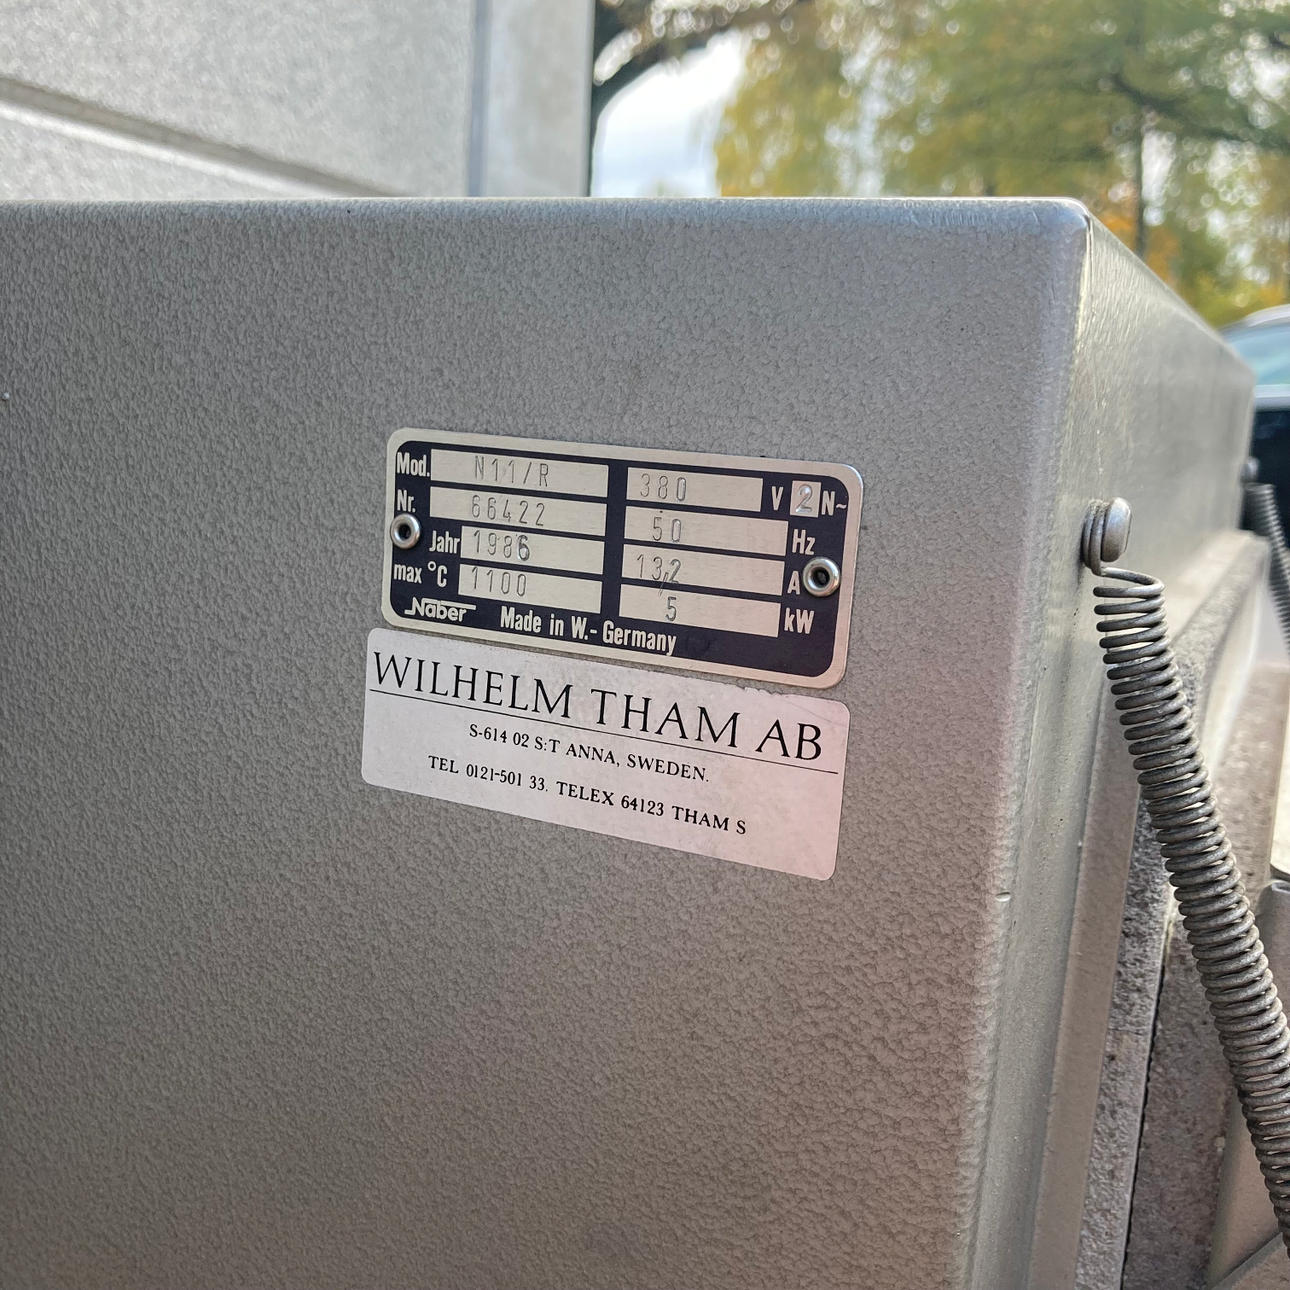 Mod. N11/R 380 V 2 N~
Nr. 66422 50 Hz
Jahr 1986 13,2 A
max °C 1100 5 kW
Naber Made in W.-Germany
WILHELM THAM AB
S-614 02 S:T ANNA, SWEDEN.
TEL 0121-501 33. TELEX 64123 THAM S